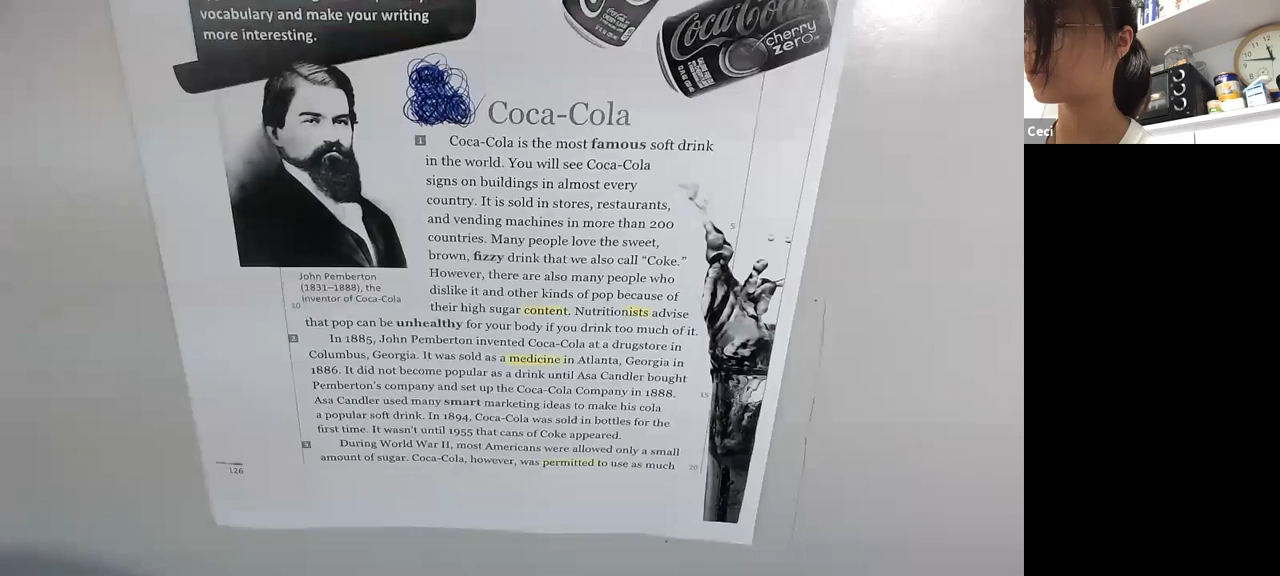 vocabulary and make your writing
more interesting.
Coca-Cola
cherry
zero
Coca-Cola
1
Coca-Cola is the most famous soft drink
in the world. You will see Coca-Cola
signs on buildings in almost every
country. It is sold in stores, restaurants,
and vending machines in more than 200
countries. Many people love the sweet,
brown, fizzy drink that we also call “Coke.”
However, there are also many people who
dislike it and other kinds of pop because of
their high sugar content. Nutritionists advise
that pop can be unhealthy for your body if you drink too much of it.
5
John Pemberton
(1831–1888), the
inventor of Coca-Cola
10
2
In 1885, John Pemberton invented Coca-Cola at a drugstore in
Columbus, Georgia. It was sold as a medicine in Atlanta, Georgia in
1886. It did not become popular as a drink until Asa Candler bought
Pemberton's company and set up the Coca-Cola Company in 1888.
Asa Candler used many smart marketing ideas to make his cola
a popular soft drink. In 1894, Coca-Cola was sold in bottles for the
first time. It wasn't until 1955 that cans of Coke appeared.
15
3
During World War II, most Americans were allowed only a small
amount of sugar. Coca-Cola, however, was permitted to use as much
20
126
Ceci